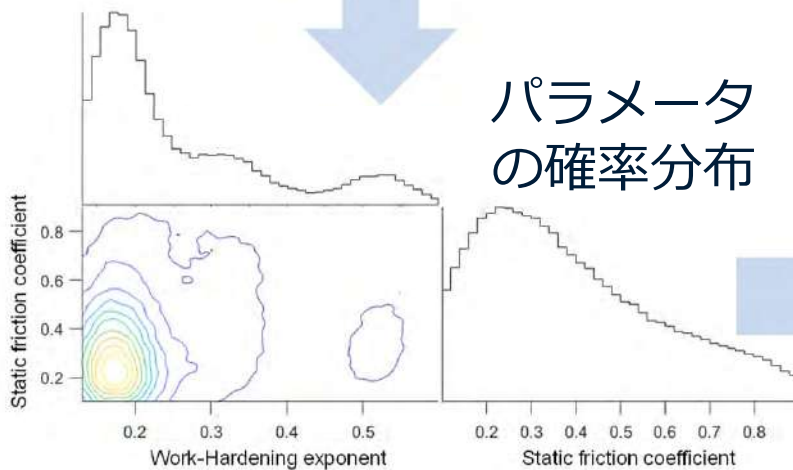 パラメータ
の確率分布
Static friction coefficient
0.8
0.6
0.4
0.2
0.2 0.3 0.4 0.5
Work-Hardening exponent
0.2 0.3 0.4 0.5 0.6 0.7 0.8
Static friction coefficient